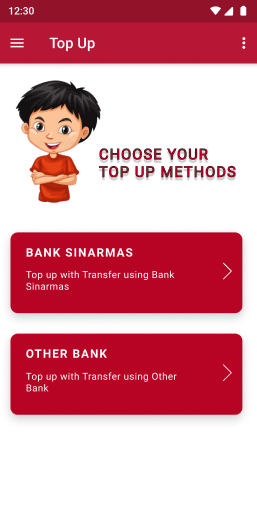 12:30
Top Up
CHOOSE YOUR
TOP UP METHODS
BANK SINARMAS
Top up with Transfer using Bank
Sinarmas
OTHER BANK
Top up with Transfer using Other
Bank